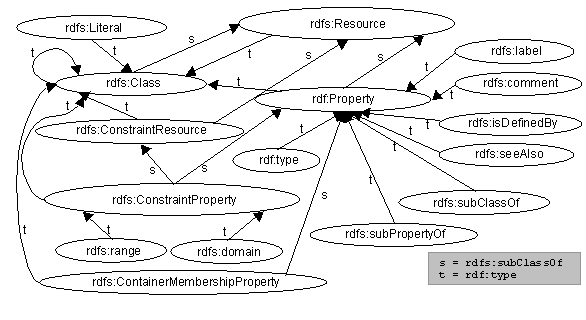 rdfs:Literal
rdfs:Resource
t
t
s
t
s
s
rdfs:label
rdfs:Class
t
t
rdfs:comment
t
rdf:Property
t
t
rdfs:ConstraintResource
s
t
rdfs:isDefinedBy
t
rdf:type
t
rdfs:seeAlso
s
s
t
t
rdfs:ConstraintProperty
s
rdfs:subClassOf
t
t
t
rdfs:subPropertyOf
rdfs:range
rdfs:domain
rdfs:ContainerMembershipProperty
s = rdfs:subClassOf
t = rdf:type